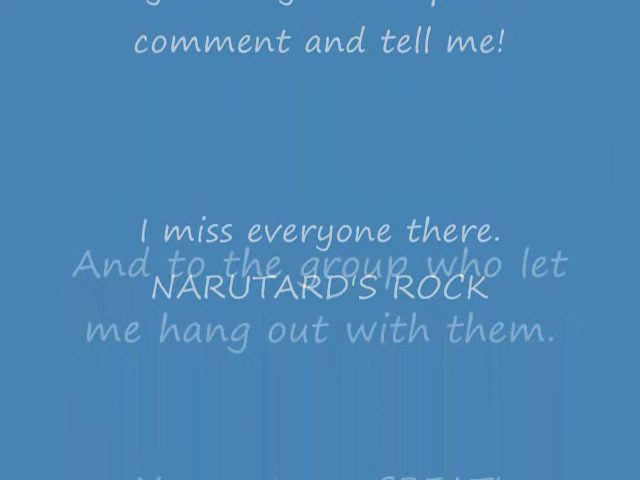 comment and tell me!
I miss everyone there.
And to the group who let
NARUTARD'S ROCK
me hang out with them.